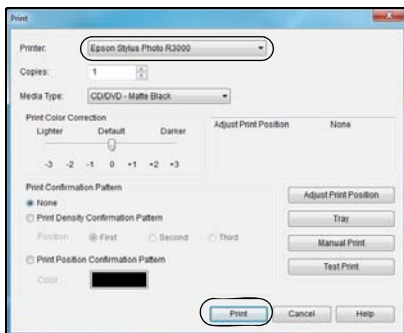 Print
Printer: Epson Stylus Photo R3000
Copies: 1
Media Type: CD/DVD - Matte Black
Print Color Correction
Lighter Default Darker
-3 -2 -1 0 +1 +2 +3
Adjust Print Position None
Print Confirmation Pattern
None
Print Density Confirmation Pattern
Position First Second Third
Print Position Confirmation Pattern
Color
Adjust Print Position
Tray
Manual Print
Test Print
Print Cancel Help